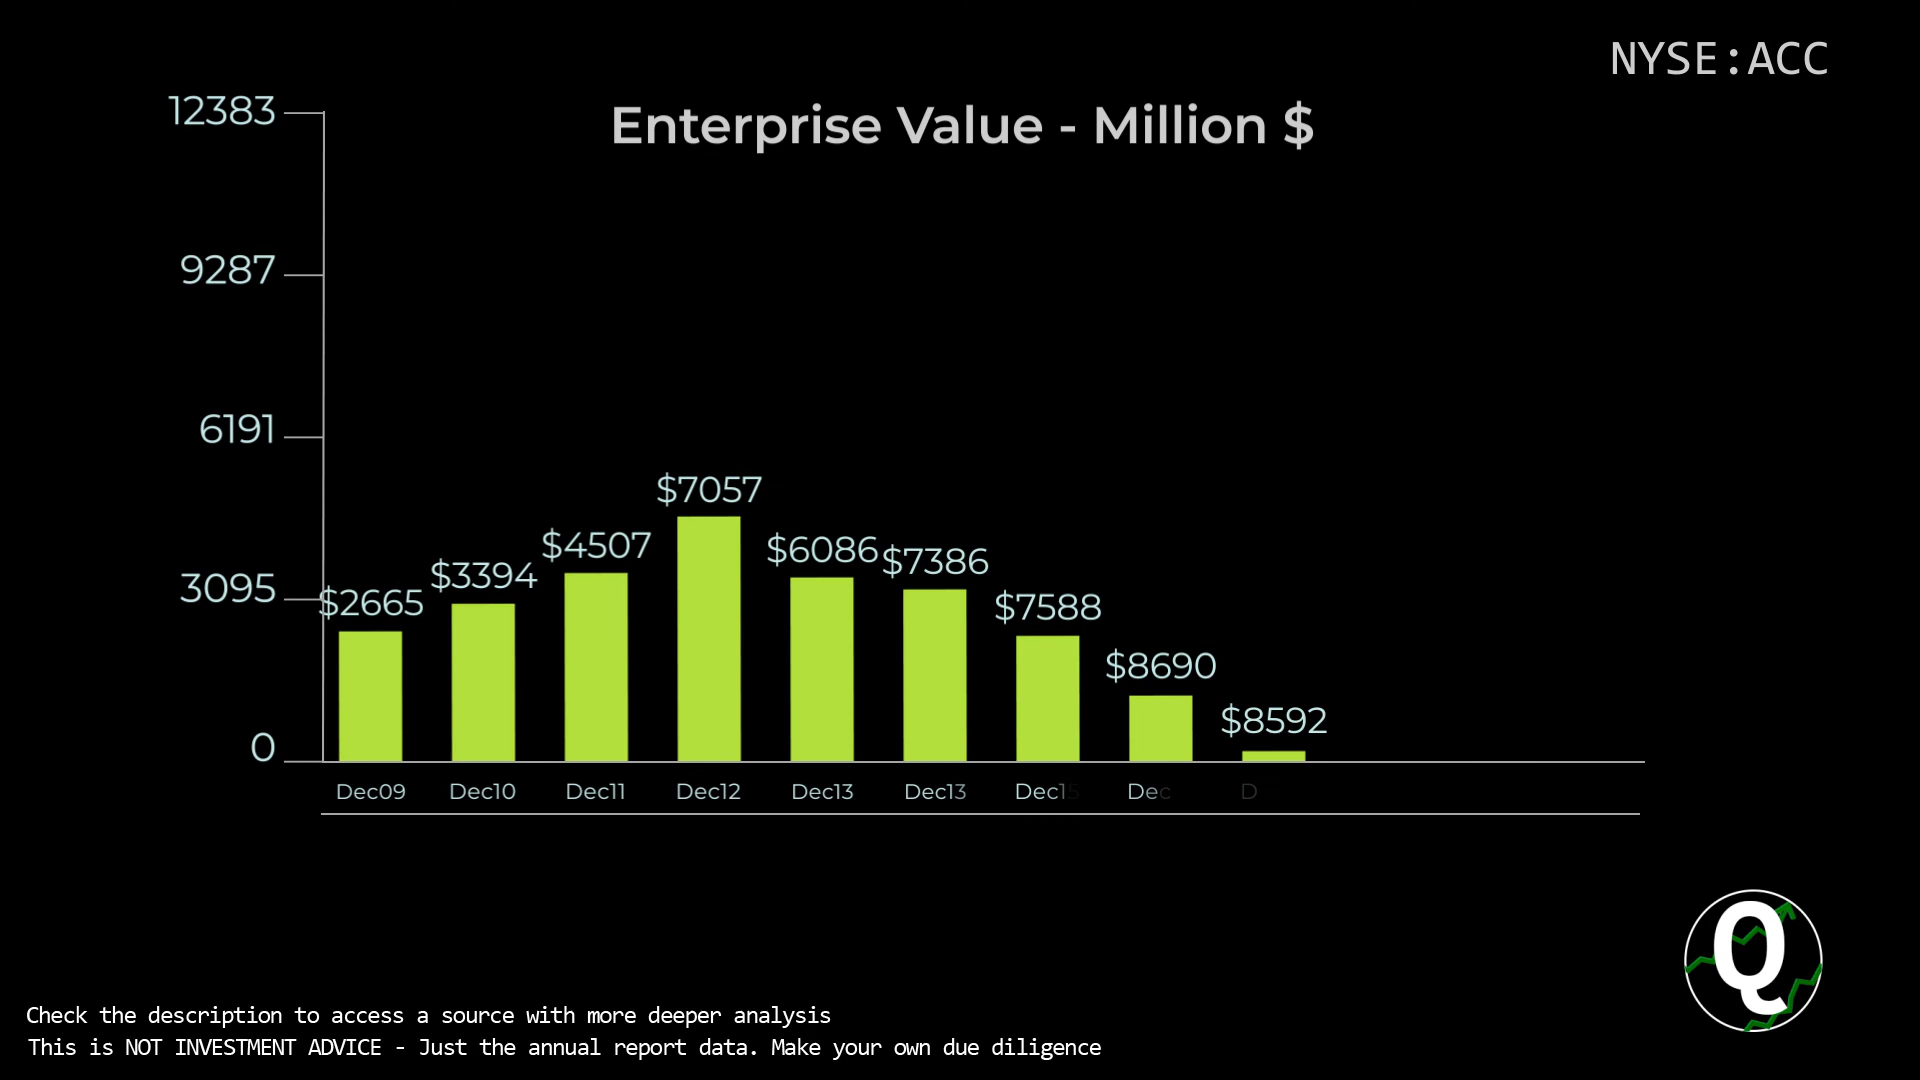 NYSE:ACC
Enterprise Value - Million $
12383
9287
6191
3095
0
$2665
$3394
$4507
$7057
$6086
$7386
$7588
$8690
$8592
Dec09
Dec10
Dec11
Dec12
Dec13
Dec13
Dec15
Dec
D
Q
Check the description to access a source with more deeper analysis
This is NOT INVESTMENT ADVICE - Just the annual report data. Make your own due diligence